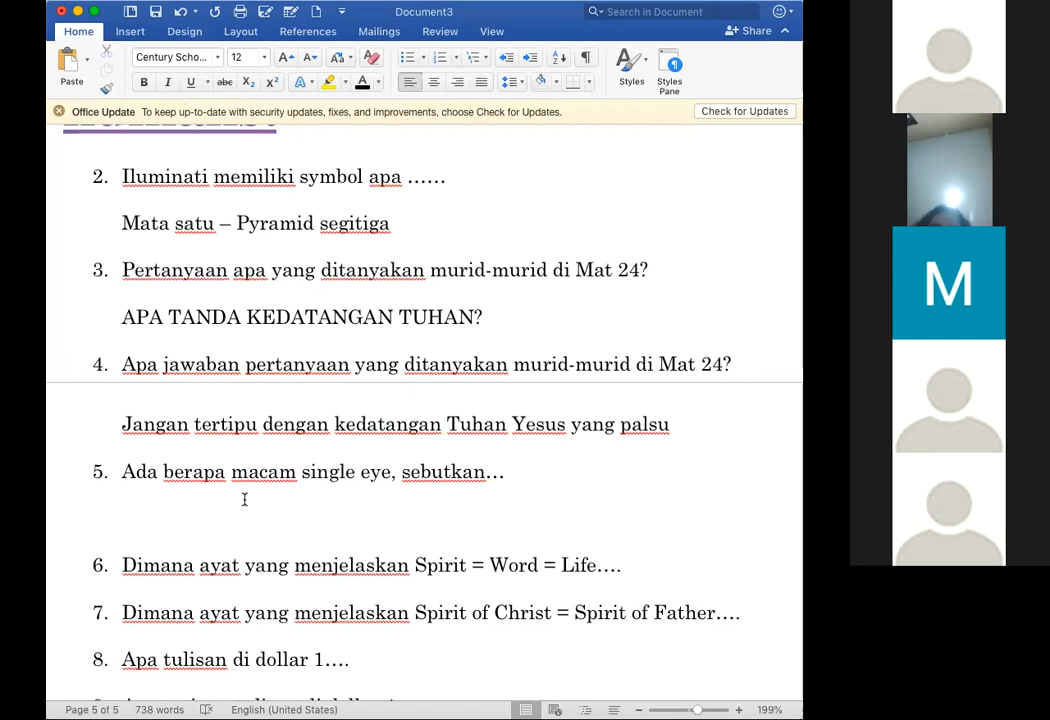 Document3
Search in Document
Home Insert Design Layout References Mailings Review View Share
Paste Century Scho... 12 Styles Styles Pane
B I U abc X₂ X² A A
Office Update To keep up-to-date with security updates, fixes, and improvements, choose Check for Updates. Check for Updates
2. Iluminati memiliki symbol apa ……
Mata satu – Pyramid segitiga
3. Pertanyaan apa yang ditanyakan murid-murid di Mat 24?
APA TANDA KEDATANGAN TUHAN?
4. Apa jawaban pertanyaan yang ditanyakan murid-murid di Mat 24?
Jangan tertipu dengan kedatangan Tuhan Yesus yang palsu
5. Ada berapa macam single eye, sebutkan…
6. Dimana ayat yang menjelaskan Spirit = Word = Life….
7. Dimana ayat yang menjelaskan Spirit of Christ = Spirit of Father….
8. Apa tulisan di dollar 1….
Page 5 of 5 738 words English (United States) 199%
M